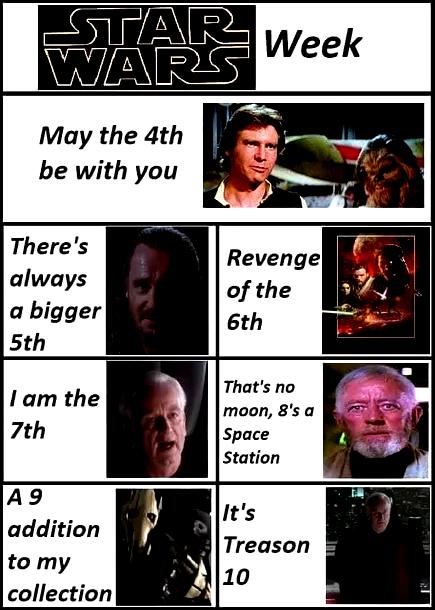 STAR
WARS
Week
May the 4th
be with you
There's
always
a bigger
5th
Revenge
of the
6th
I am the
7th
That's no
moon, 8's a
Space
Station
A 9
addition
to my
collection
It's
Treason
10